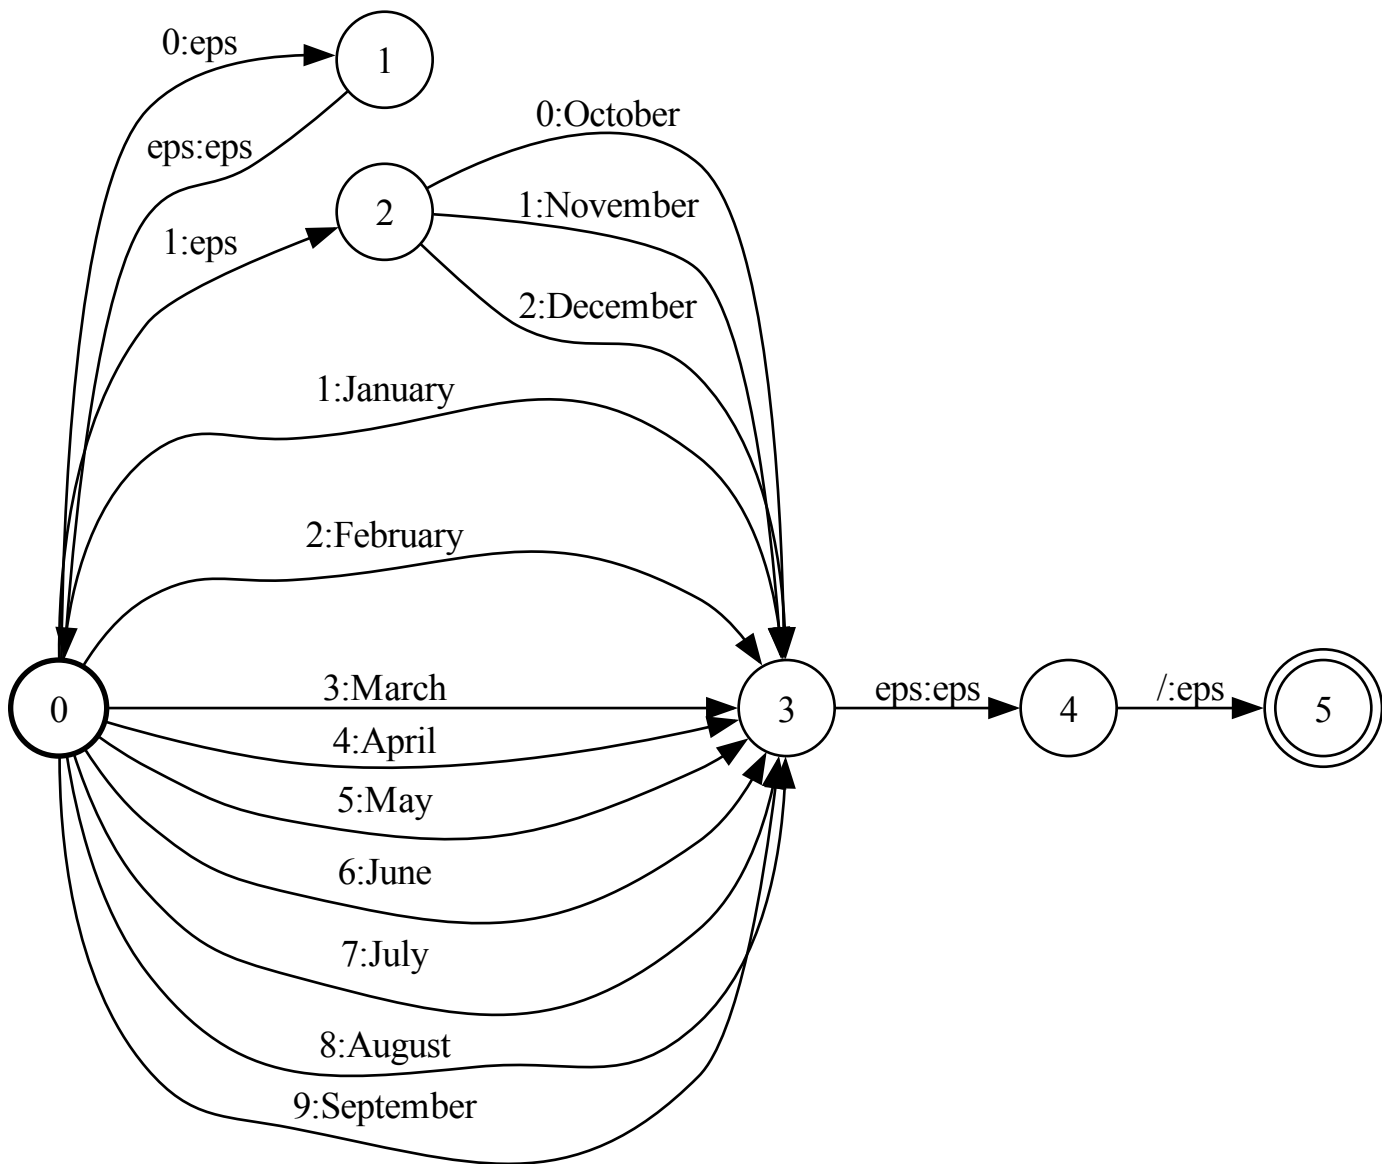 0:eps
1
eps:eps
0:October
2
1:November
1:eps
2:December
1:January
2:February
0
3:March
3
eps:eps
4
/:eps
5
4:April
5:May
6:June
7:July
8:August
9:September